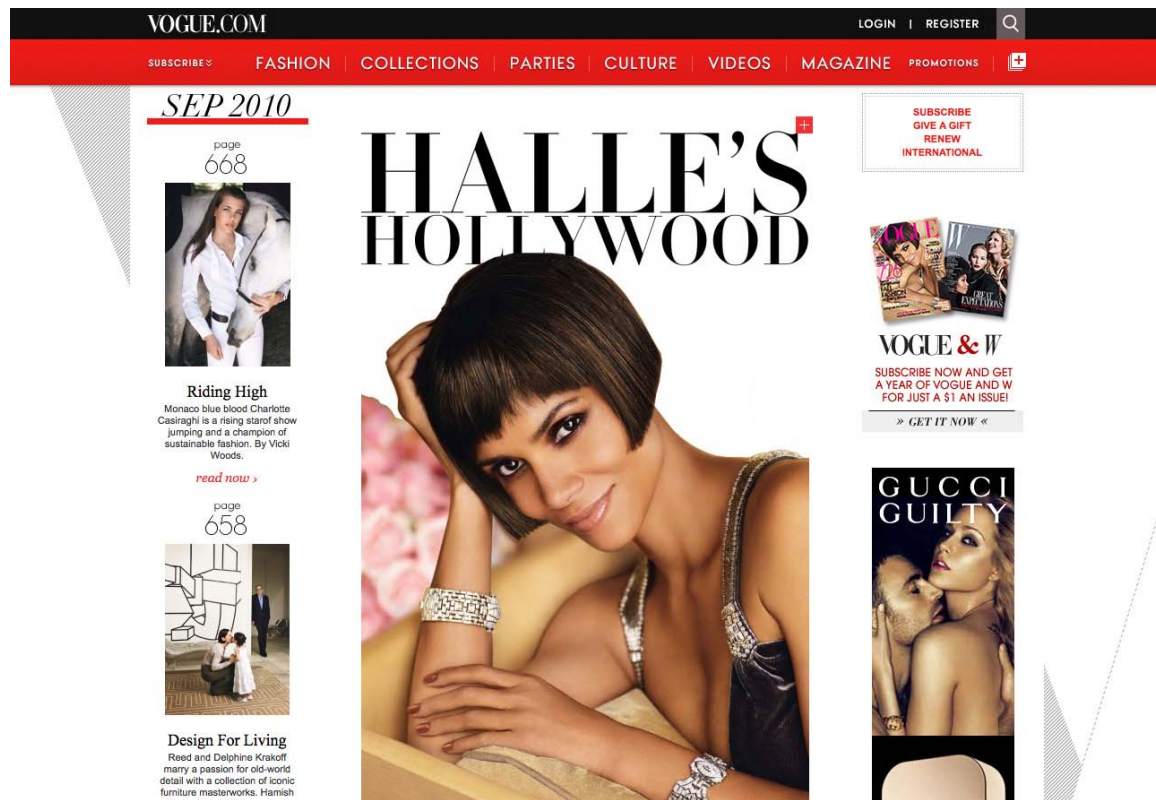 VOGUE.COM
LOGIN | REGISTER
SUBSCRIBE
FASHION | COLLECTIONS | PARTIES | CULTURE | VIDEOS | MAGAZINE PROMOTIONS
SEP 2010
page
668
Riding High
Monaco blue blood Charlotte
Casiraghi is a rising starof show
jumping and a champion of
sustainable fashion. By Vicki
Woods.
read now ›
page
658
Design For Living
Reed and Delphine Krakoff
marry a passion for old-world
detail with a collection of iconic
furniture masterworks. Hamish
HALLE'S
HOLLYWOOD
SUBSCRIBE
GIVE A GIFT
RENEW
INTERNATIONAL
VOGUE
W
GREAT
EXPECTATIONS
VOGUE & W
SUBSCRIBE NOW AND GET
A YEAR OF VOGUE AND W
FOR JUST A $1 AN ISSUE!
» GET IT NOW «
GUCCI
GUILTY